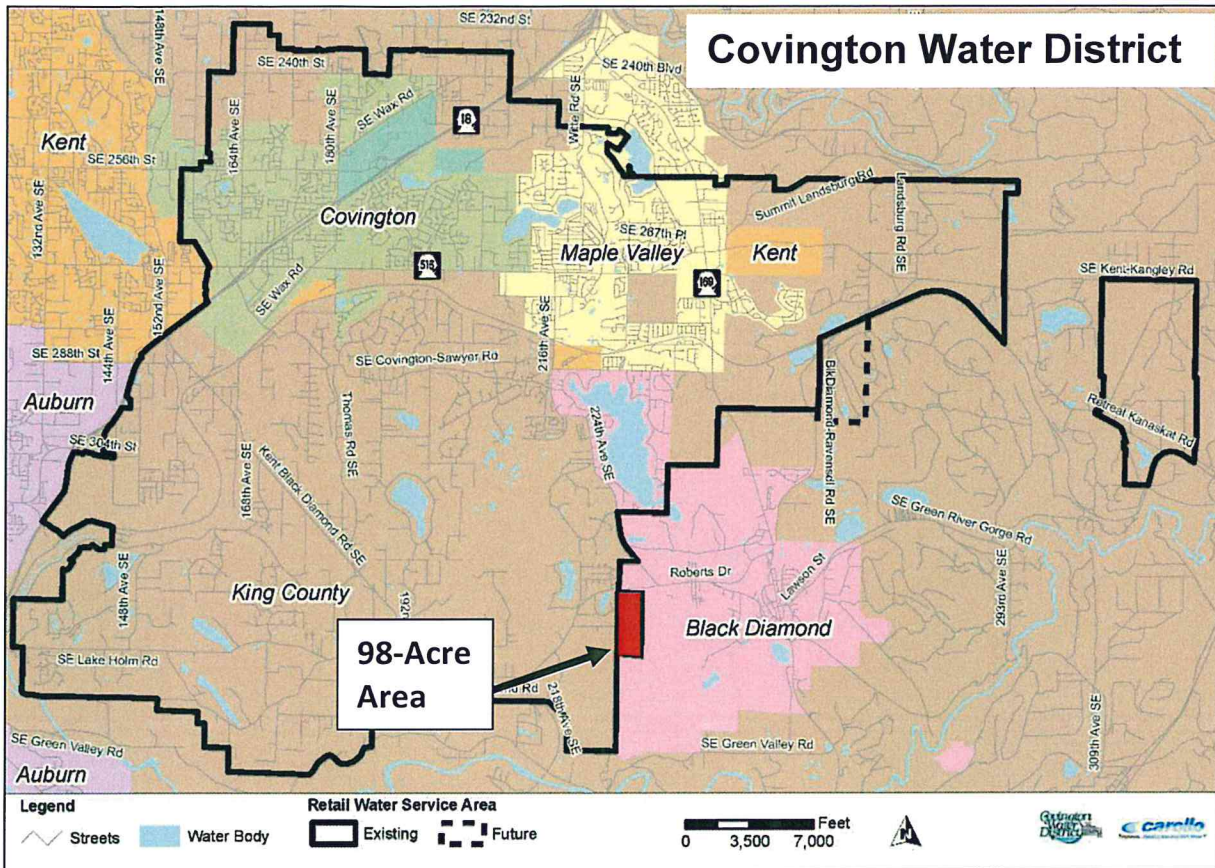 Covington Water District
SE 232nd St
148th Ave SE
SE 240th St
SE 240th Blvd
164th Ave SE
180th Ave SE
SE Wax Rd
18
Witte Rd SE
Kent
SE 256th St
132nd Ave SE
152nd Ave SE
Covington
516
SE Wax Rd
SE 267th Pl
Maple Valley
169
Kent
Summit Landsburg Rd
Landsburg Rd SE
SE Kent-Kangley Rd
SE 288th St
144th Ave SE
Auburn
SE 304th St
SE Covington-Sawyer Rd
216th Ave SE
Thomas Rd SE
224th Ave SE
168th Ave SE
Kent Black Diamond Rd SE
BlkDiamond-Ravensdl Rd SE
Retreat Kanaskat Rd
SE Green River Gorge Rd
148th Ave SE
King County
192n
Roberts Dr
Lawson St
293rd Ave SE
Black Diamond
98-Acre
Area
SE Lake Holm Rd
nd Rd
218th Ave SE
SE Green Valley Rd
SE Green Valley Rd
309th Ave SE
Auburn
Legend
Streets
Water Body
Retail Water Service Area
Existing
Future
Feet
0 3,500 7,000
N
Covington
Water
District
carollo